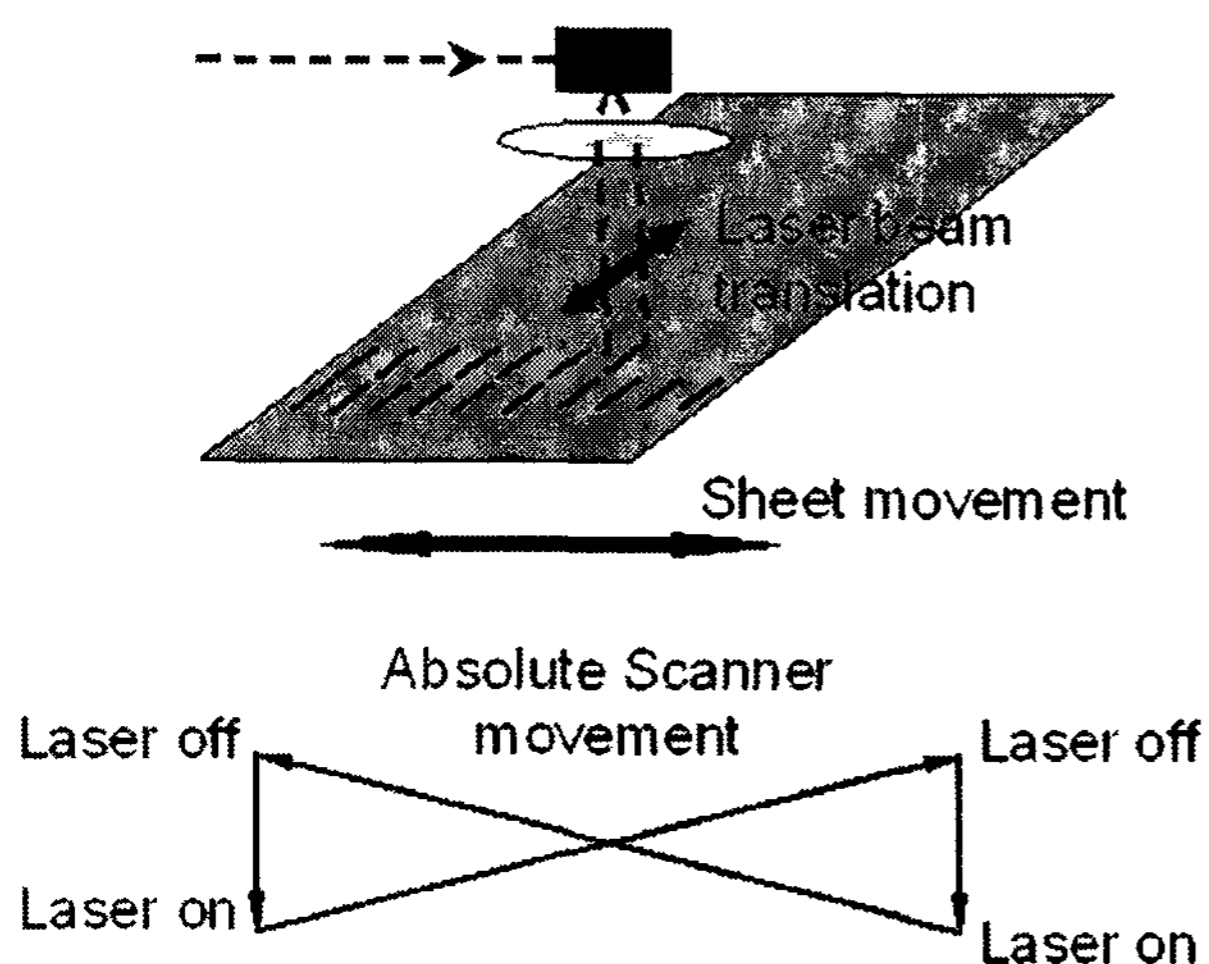 Laser beam
translation
Sheet movement
Absolute Scanner
movement
Laser off
Laser off
Laser on
Laser on